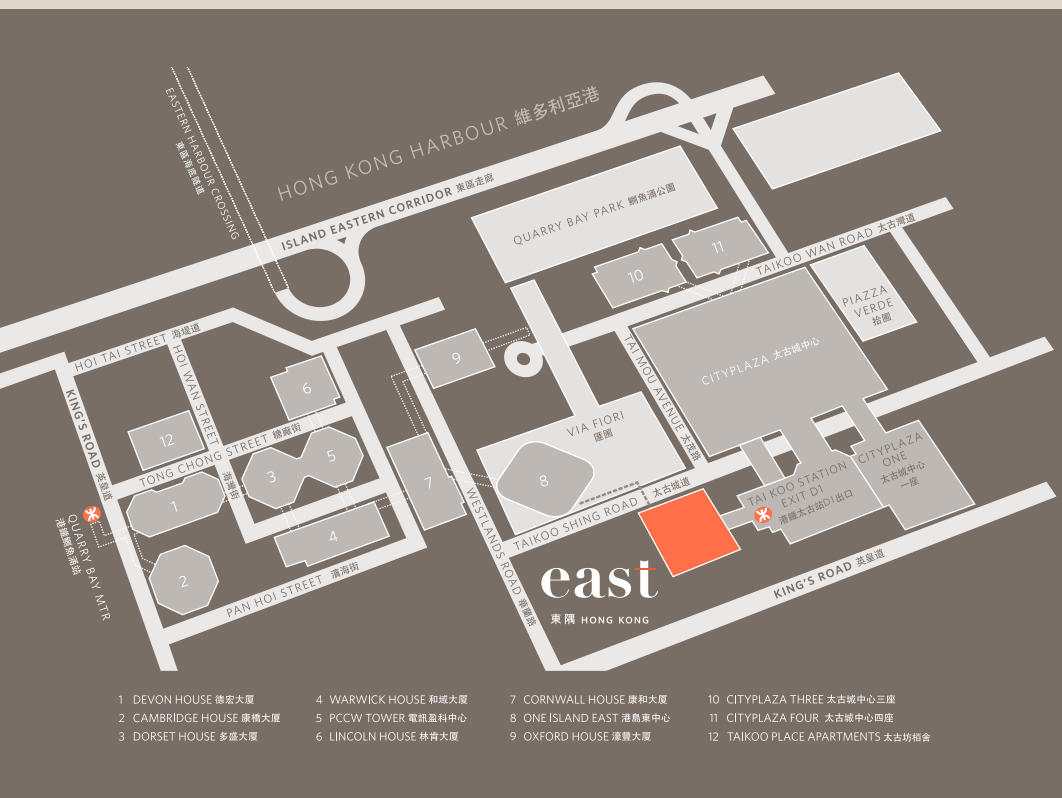 EASTERN HARBOUR CROSSING
東區海底隧道
HONG KONG HARBOUR 維多利亞港
ISLAND EASTERN CORRIDOR 東區走廊
QUARRY BAY PARK 鰂魚涌公園
11
10
TAIKOO WAN ROAD 太古灣道
PIAZZA
VERDE
拾圃
HOI TAI STREET 海堤道
HOI WAN STREET
海灣街
KING'S ROAD 英皇道
9
6
TAI MOU AVENUE 太茂路
CITYPLAZA 太古城中心
12
TONG CHONG STREET 糖廠街
VIA FIORI
匯圃
3
5
1
7
8
4
2
CITYPLAZA
ONE
太古城中心
一座
TAI KOO STATION
EXIT D1
港鐵太古站D1出口
QUARRY BAY MTR
港鐵鰂魚涌站
TAIKOO SHING ROAD 太古城道
WESTLANDS ROAD 華蘭路
PAN HOI STREET 濱海街
KING'S ROAD 英皇道
east
東隅 HONG KONG
1 DEVON HOUSE 德宏大廈
2 CAMBRIDGE HOUSE 康橋大廈
3 DORSET HOUSE 多盛大廈
4 WARWICK HOUSE 和域大廈
5 PCCW TOWER 電訊盈科中心
6 LINCOLN HOUSE 林肯大廈
7 CORNWALL HOUSE 康和大廈
8 ONE ISLAND EAST 港島東中心
9 OXFORD HOUSE 濠豐大廈
10 CITYPLAZA THREE 太古城中心三座
11 CITYPLAZA FOUR 太古城中心四座
12 TAIKOO PLACE APARTMENTS 太古坊栢舍